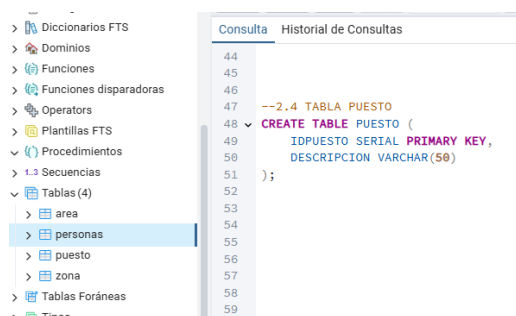 Diccionarios FTS
Dominios
Funciones
Funciones disparadoras
Operators
Plantillas FTS
Procedimientos
1..3 Secuencias
Tablas (4)
area
personas
puesto
zona
Tablas Foráneas
Consulta Historial de Consultas
44
45
46
47 --2.4 TABLA PUESTO
48 CREATE TABLE PUESTO (
49 IDPUESTO SERIAL PRIMARY KEY,
50 DESCRIPCION VARCHAR(50)
51 );
52
53
54
55
56
57
58
59